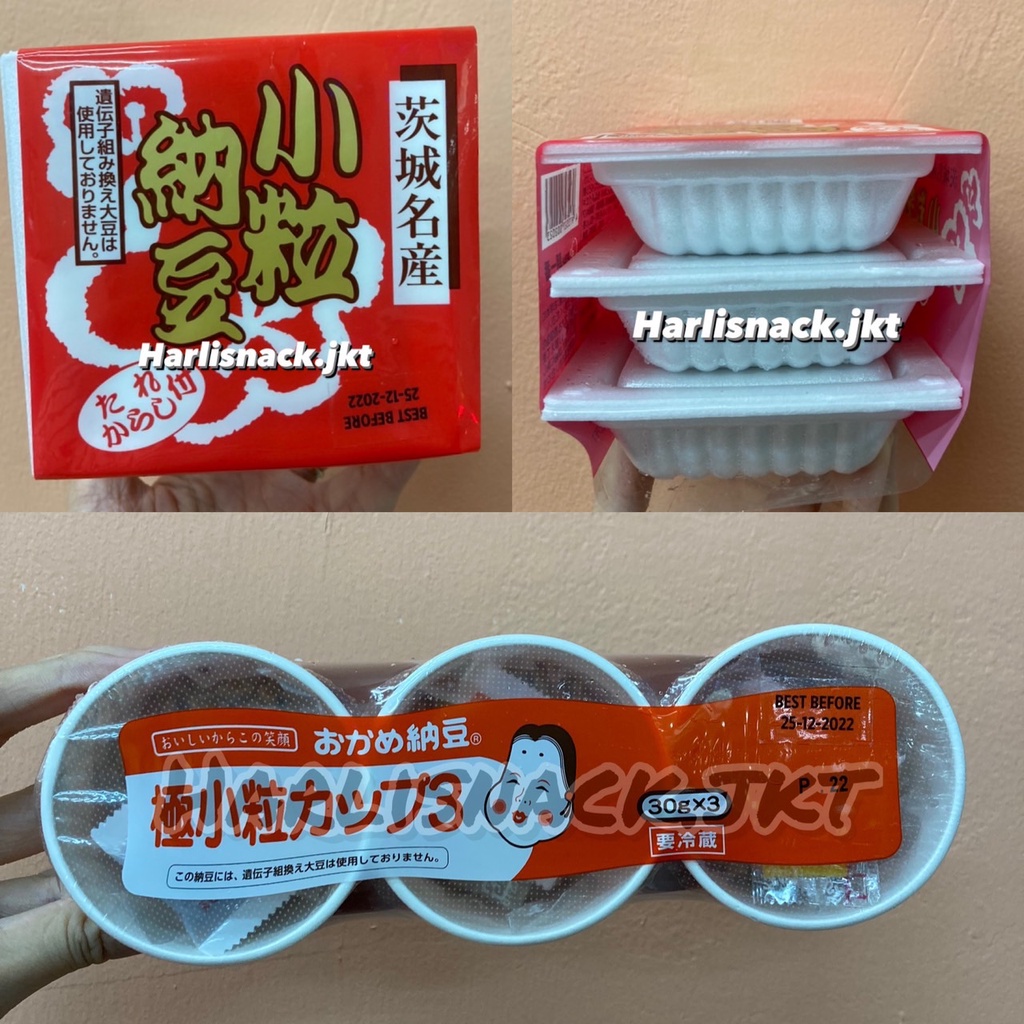 茨城名産
小粒
納豆
遺伝子組み換え大豆は
使用しておりません。
たれ
からし付
Harlisnack.jkt
BEST BEFORE
25-12-2022
Harlisnack.jkt
おいしいからこの笑顔
おかめ納豆®
極小粒カップ3
この納豆には、遺伝子組換え大豆は使用しておりません。
30g×3
要冷蔵
BEST BEFORE
25-12-2022
HARLISNACK.JKT